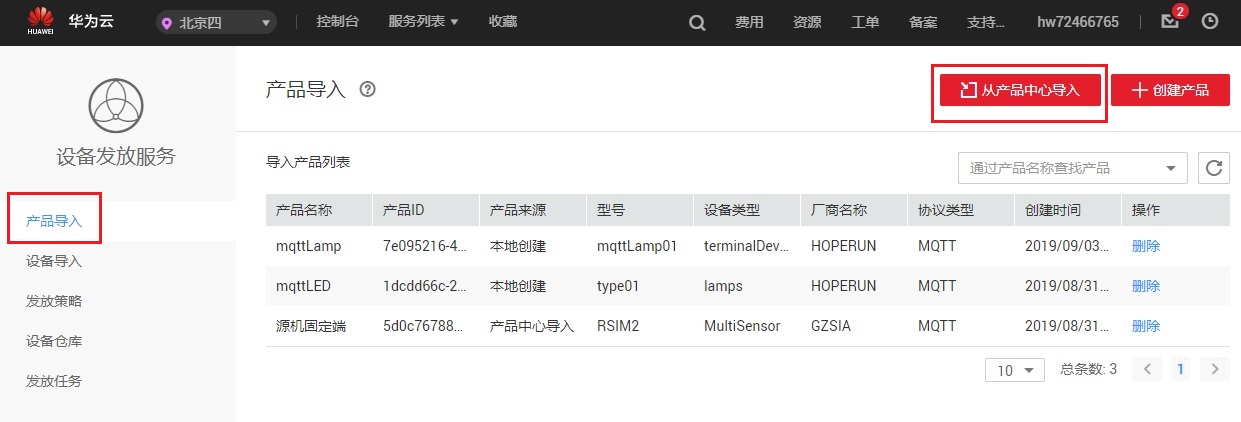 HUAWEI 华为云 北京四 控制台 服务列表 收藏 费用 资源 工单 备案 支持... hw72466765 2
产品导入 ? 从产品中心导入 创建产品
设备发放服务
产品导入
设备导入
发放策略
设备仓库
发放任务
导入产品列表 通过产品名称查找产品
产品名称 产品ID 产品来源 型号 设备类型 厂商名称 协议类型 创建时间 操作
mqttLamp 7e095216-4... 本地创建 mqttLamp01 terminalDev... HOPERUN MQTT 2019/09/03... 删除
mqttLED 1dcdd66c-2... 本地创建 type01 lamps HOPERUN MQTT 2019/08/31... 删除
源机固定端 5d0c76788... 产品中心导入 RSIM2 MultiSensor GZSIA MQTT 2019/08/31... 删除
10 总条数: 3 < 1 >